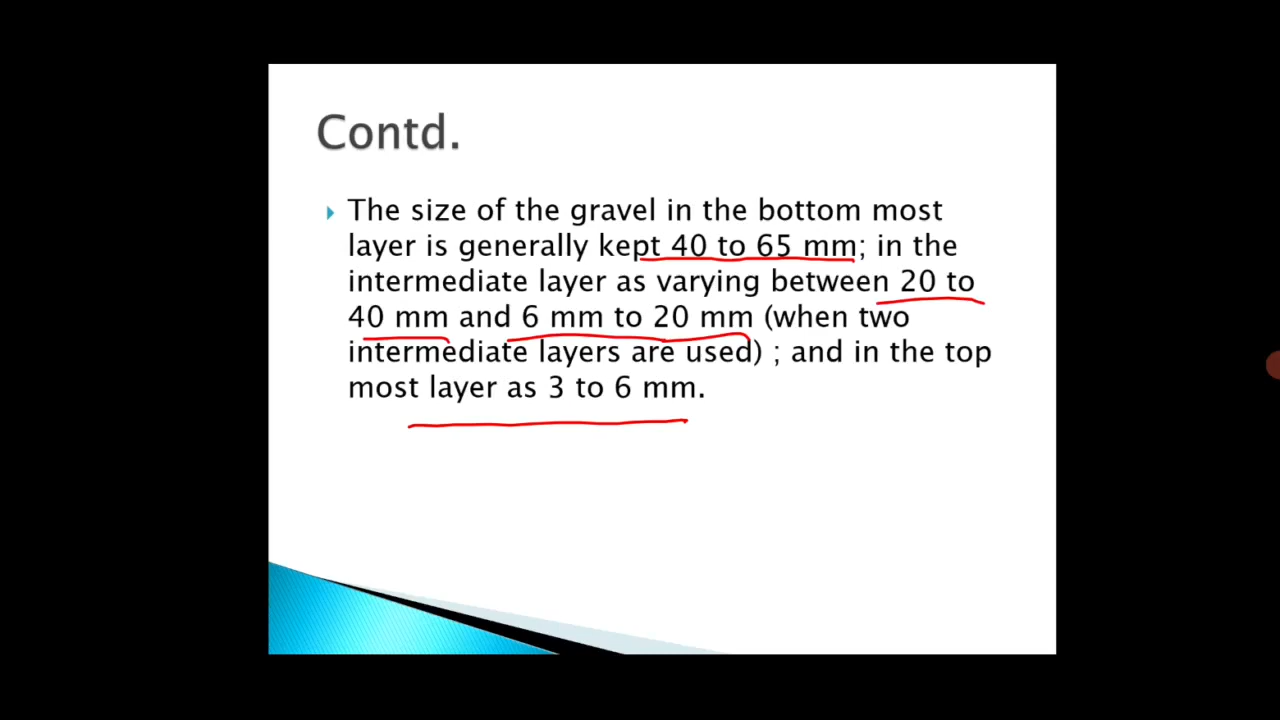 Contd.
The size of the gravel in the bottom most
layer is generally kept 40 to 65 mm; in the
intermediate layer as varying between 20 to
40 mm and 6 mm to 20 mm (when two
intermediate layers are used) ; and in the top
most layer as 3 to 6 mm.